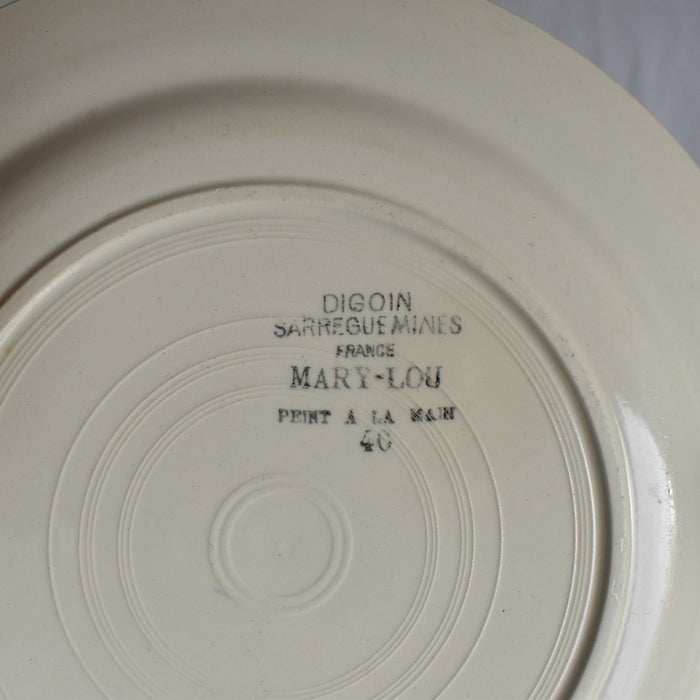 DIGOIN
SARREGUEMINES
FRANCE
MARY-LOU
PEINT A LA MAIN
40